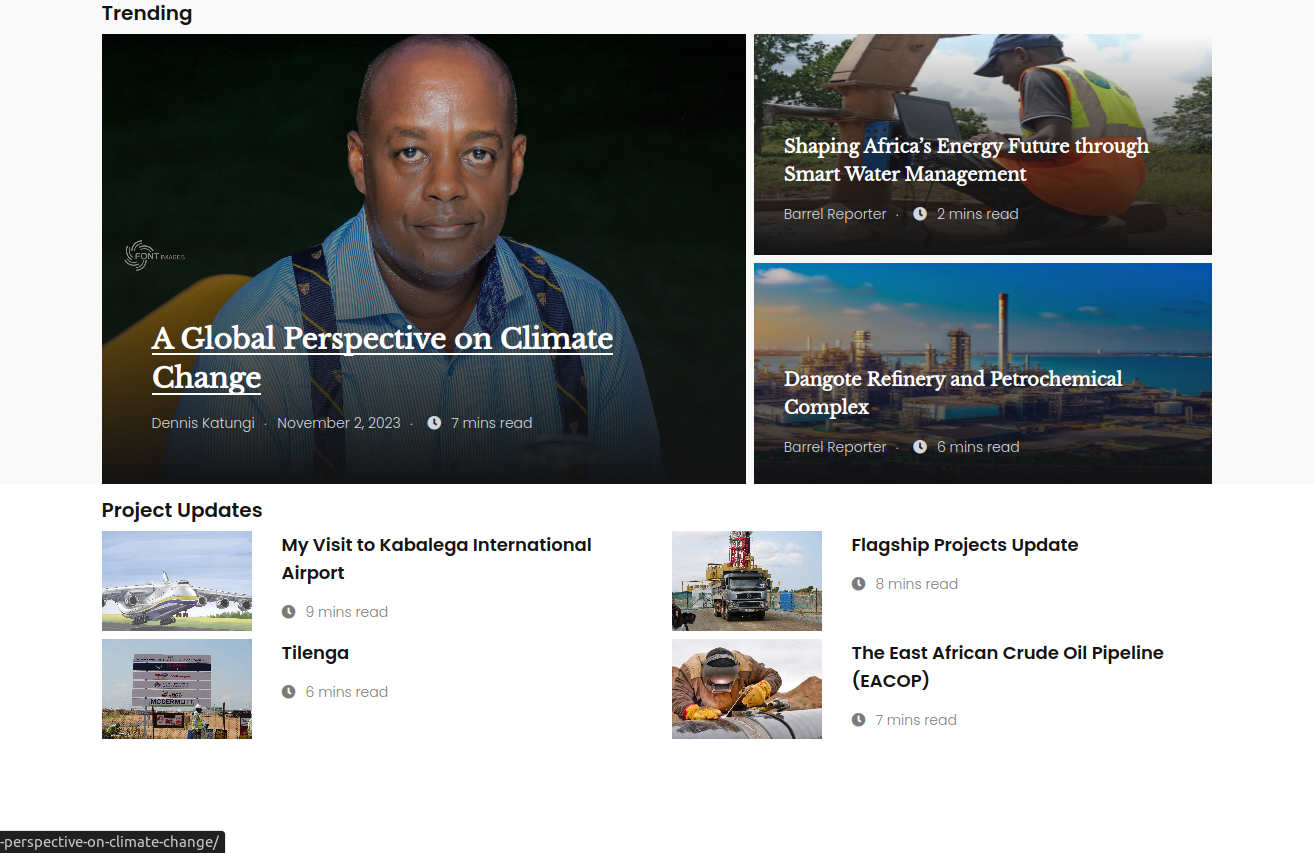 Trending
FONT IMAGES
A Global Perspective on Climate
Change
Dennis Katungi · November 2, 2023 · 7 mins read
Shaping Africa’s Energy Future through
Smart Water Management
Barrel Reporter · 2 mins read
Dangote Refinery and Petrochemical
Complex
Barrel Reporter · 6 mins read
Project Updates
My Visit to Kabalega International
Airport
9 mins read
Flagship Projects Update
8 mins read
MODERMOTT
Tilenga
6 mins read
The East African Crude Oil Pipeline
(EACOP)
7 mins read
-perspective-on-climate-change/